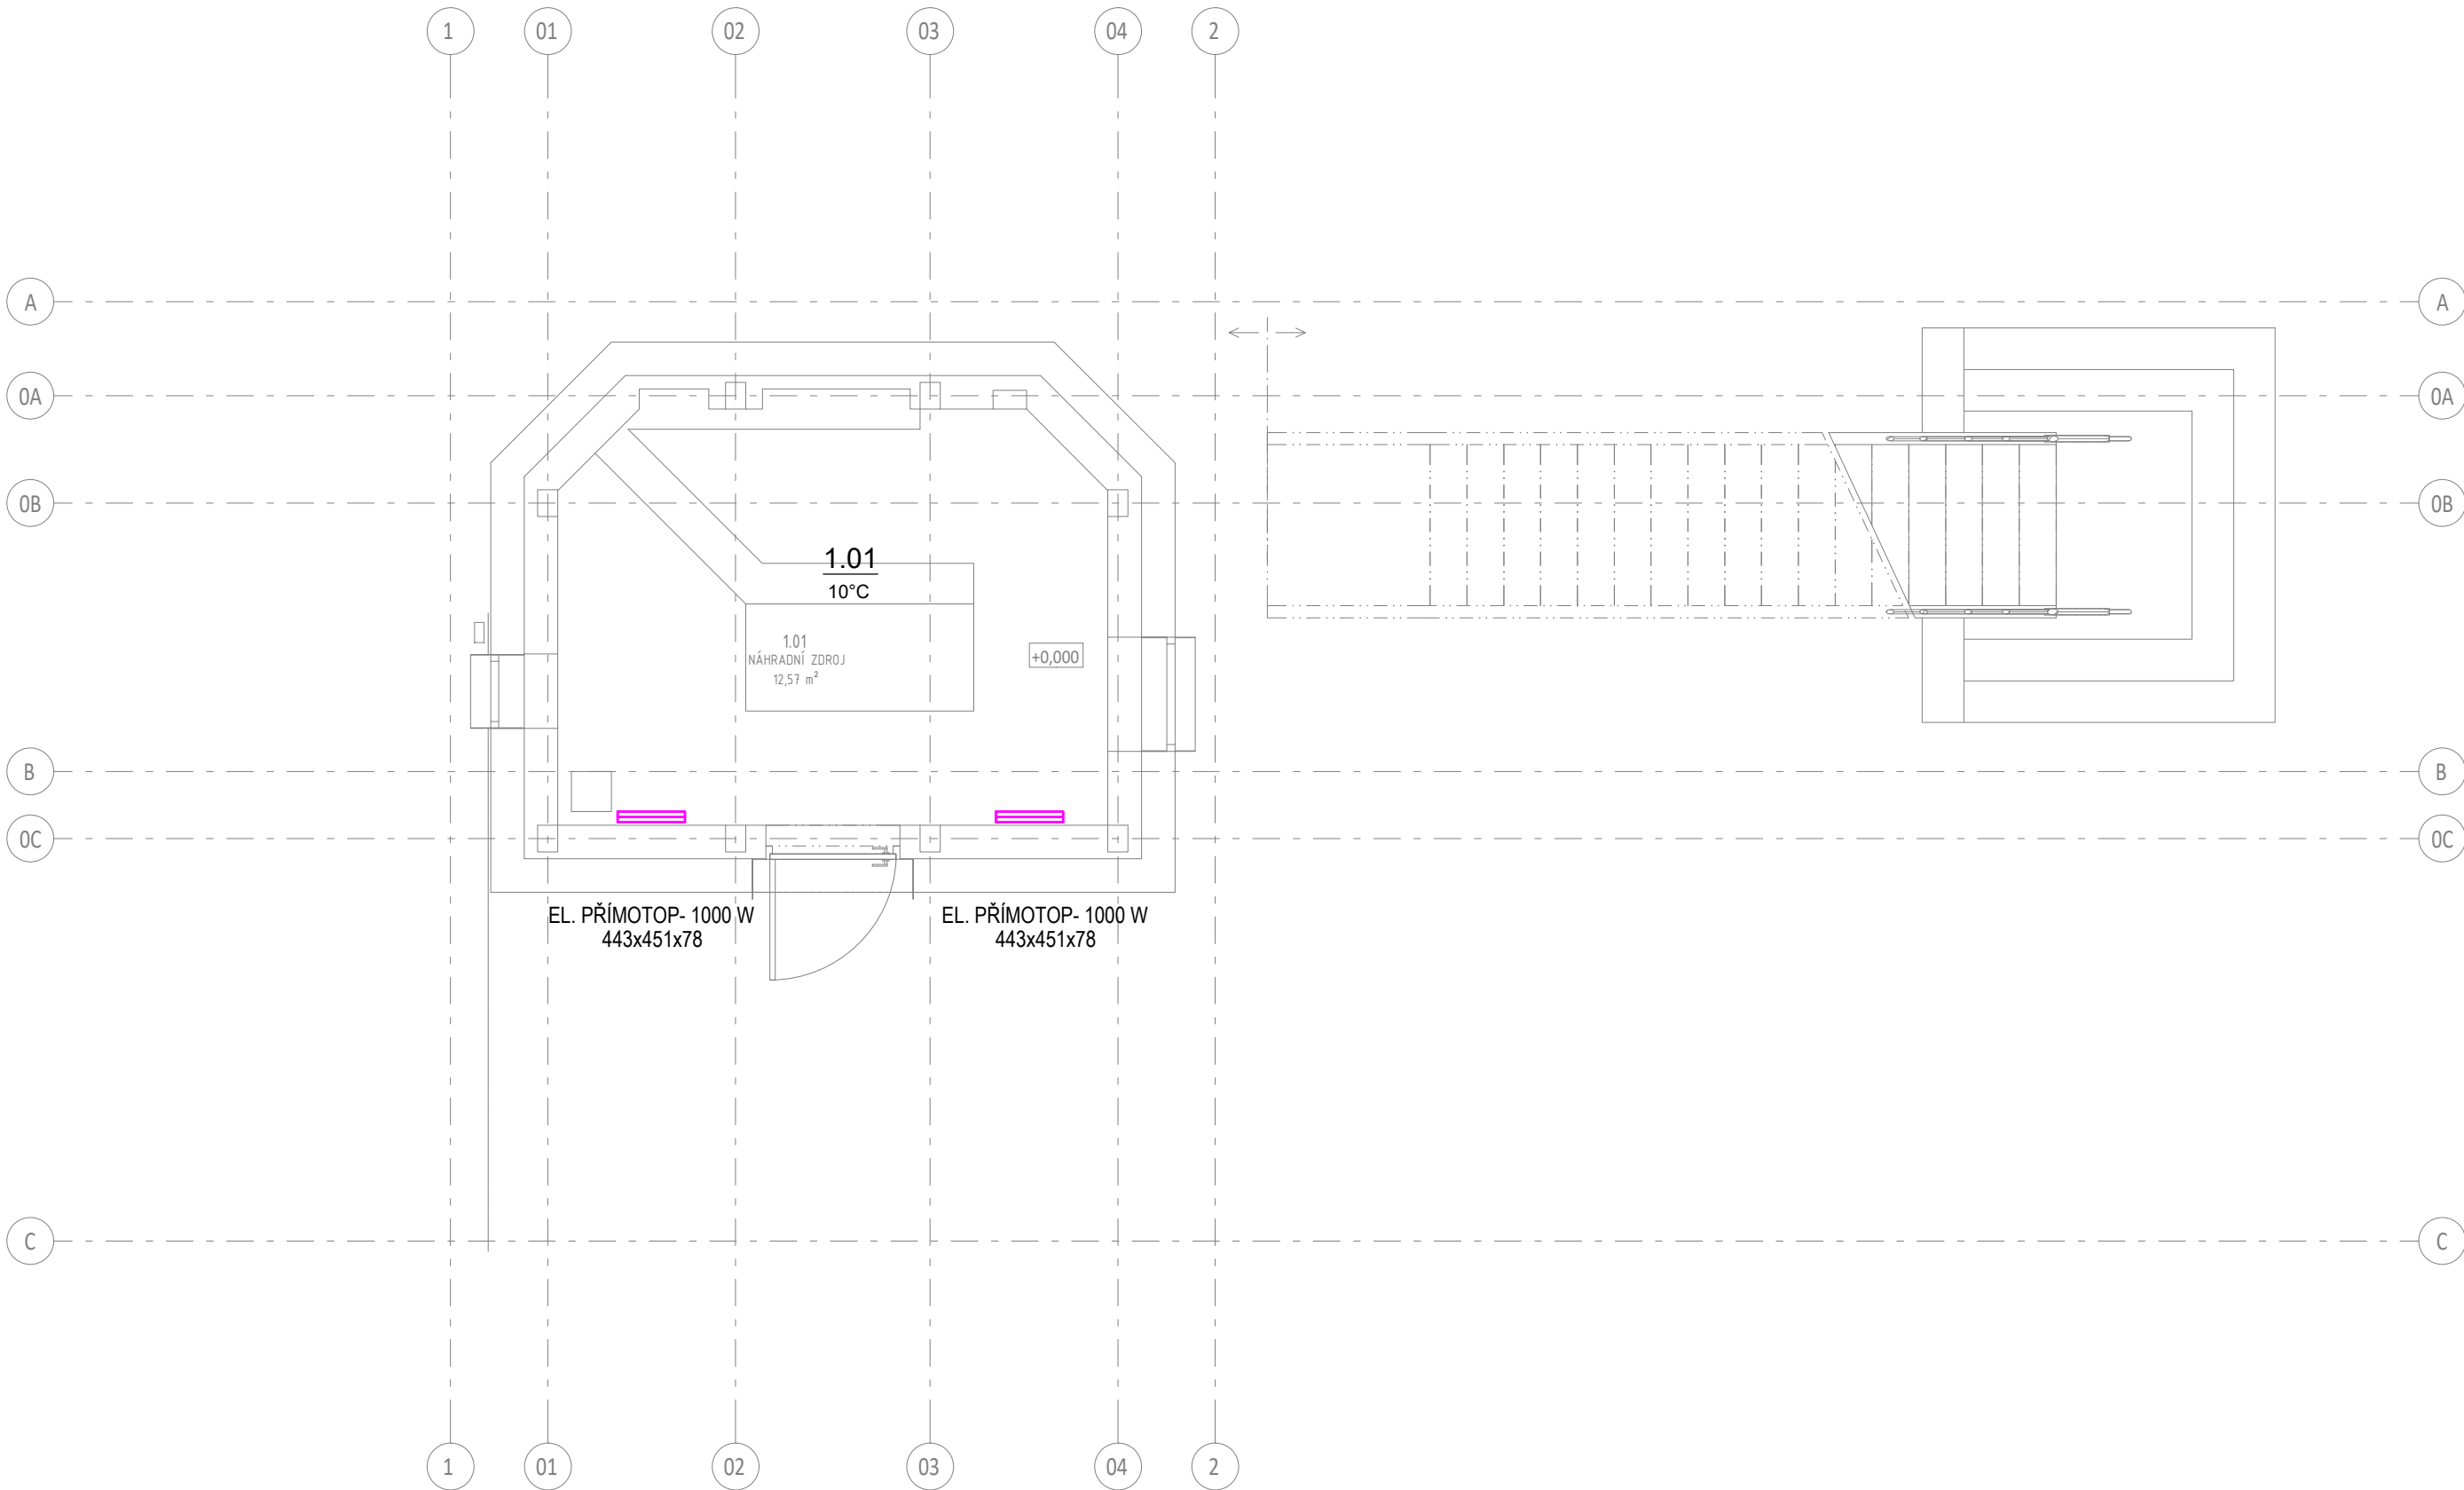 1 01 02 03 04 2
A A
0A 0A
0B 0B
1.01
10°C
1.01
NÁHRADNÍ ZDROJ
12,57 m²
+0,000
B B
0C 0C
EL. PŘÍMOTOP- 1000 W
443x451x78
EL. PŘÍMOTOP- 1000 W
443x451x78
C C
1 01 02 03 04 2